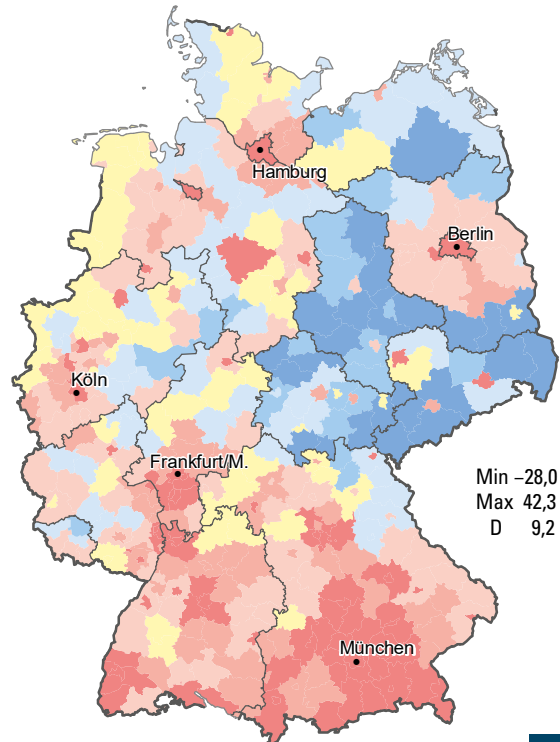 Hamburg
Berlin
Köln
Frankfurt/M.
Min –28,0
Max 42,3
D 9,2
München